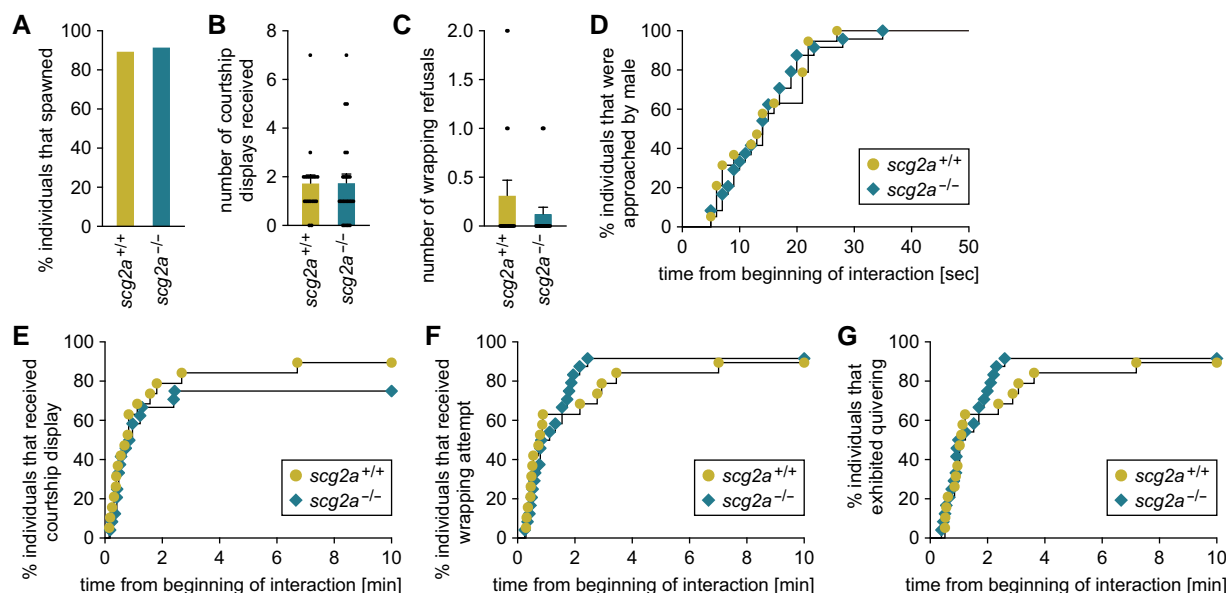 A
% individuals that spawned
100
80
60
40
20
0
scg2a+/+
scg2a−/−
B
number of courtship
displays received
8
6
4
2
0
scg2a+/+
scg2a−/−
C
number of wrapping refusals
2.0
1.5
1.0
0.5
0
scg2a+/+
scg2a−/−
D
% individuals that were
approached by male
100
80
60
40
20
0
0 10 20 30 40 50
time from beginning of interaction [sec]
scg2a+/+
scg2a−/−
E
% individuals that received
courtship display
100
80
60
40
20
0
0 2 4 6 8 10
time from beginning of interaction [min]
scg2a+/+
scg2a−/−
F
% individuals that received
wrapping attempt
100
80
60
40
20
0
0 2 4 6 8 10
time from beginning of interaction [min]
scg2a+/+
scg2a−/−
G
% individuals that
exhibited quivering
100
80
60
40
20
0
0 2 4 6 8 10
time from beginning of interaction [min]
scg2a+/+
scg2a−/−